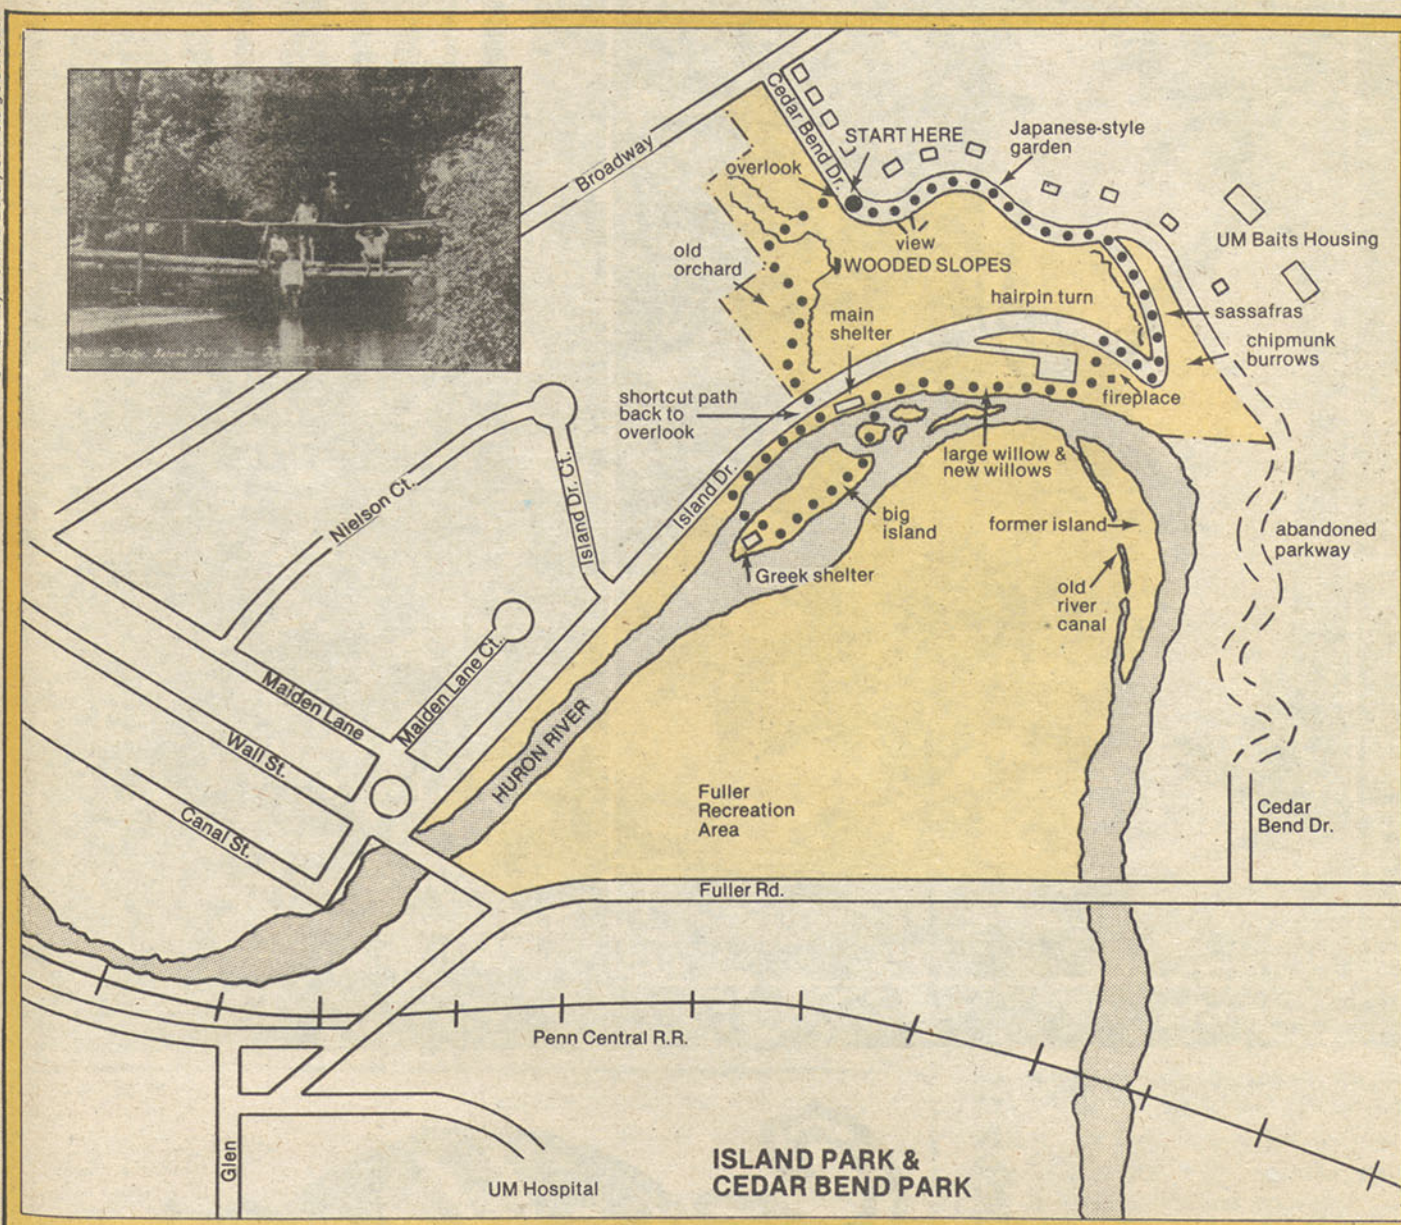 Cedar Bend Dr.
START HERE
Japanese-style
garden
Broadway
overlook
view
WOODED SLOPES
UM Baits Housing
old
orchard
hairpin turn
sassafras
main
shelter
chipmunk
burrows
Bridge, Island Park
shortcut path
back to
overlook
fireplace
large willow &
new willows
Nielson Ct.
Island Dr. Ct.
Island Dr.
big
island
former island
abandoned
parkway
Greek shelter
old
river
canal
Maiden Lane
Maiden Lane Ct.
Wall St.
HURON RIVER
Canal St.
Fuller
Recreation
Area
Cedar
Bend Dr.
Fuller Rd.
Penn Central R.R.
Glen
UM Hospital
ISLAND PARK &
CEDAR BEND PARK